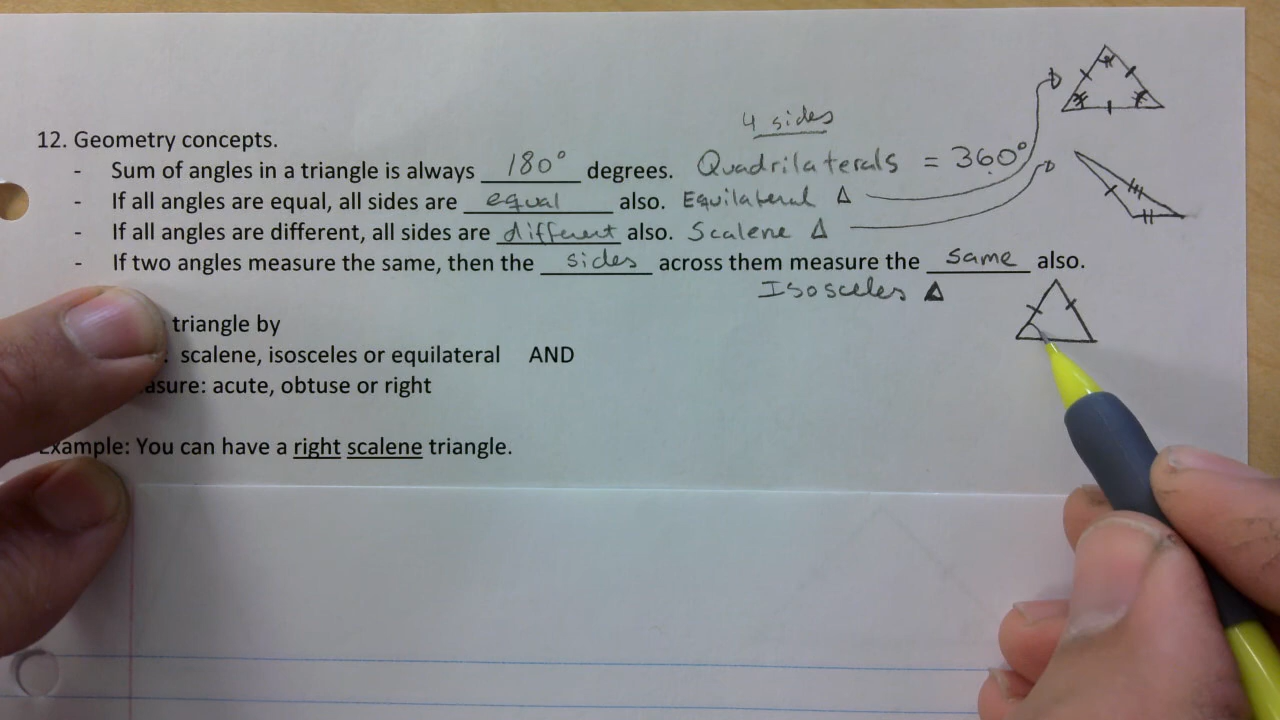 4 sides
12. Geometry concepts.
- Sum of angles in a triangle is always 180° degrees. Quadrilaterals = 360°
- If all angles are equal, all sides are equal also. Equilateral Δ
- If all angles are different, all sides are different also. Scalene Δ
- If two angles measure the same, then the sides across them measure the same also.
Isosceles Δ
triangle by
scalene, isosceles or equilateral AND
asure: acute, obtuse or right
Example: You can have a right scalene triangle.